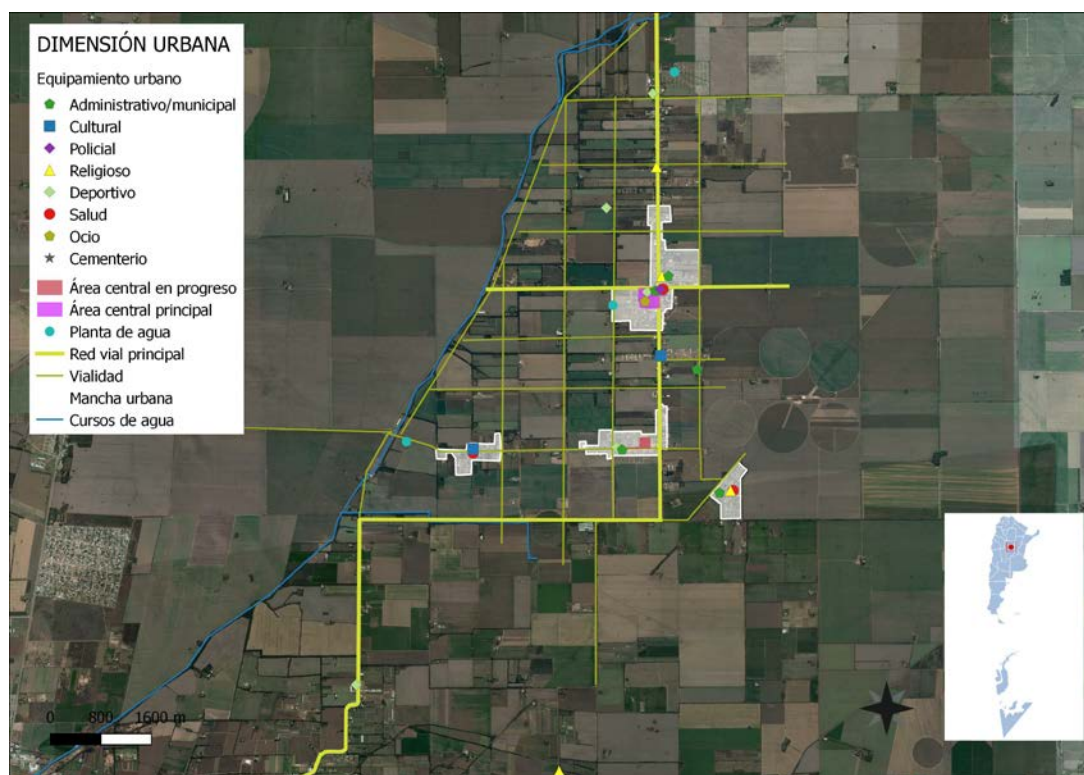 DIMENSIÓN URBANA
Equipamiento urbano
Administrativo/municipal
Cultural
Policial
Religioso
Deportivo
Salud
Ocio
Cementerio
Área central en progreso
Área central principal
Planta de agua
Red vial principal
Vialidad
Mancha urbana
Cursos de agua
0 800 1600 m